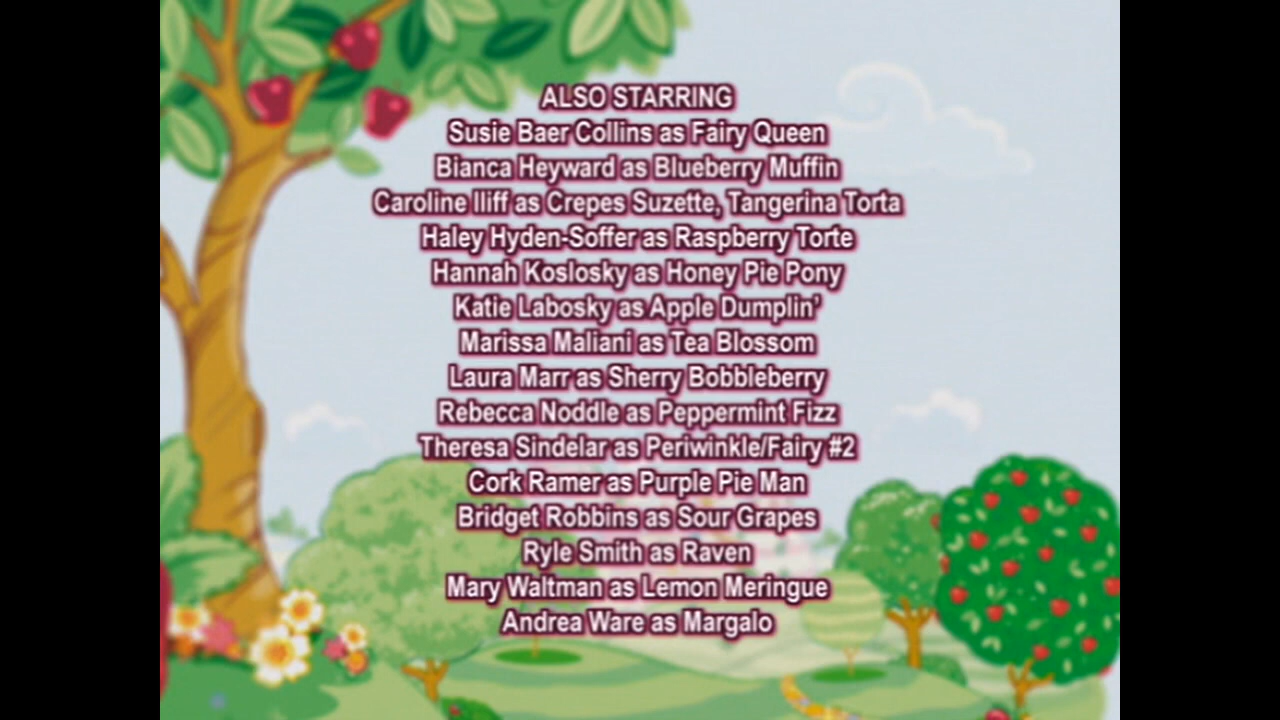 ALSO STARRING
Susie Baer Collins as Fairy Queen
Bianca Heyward as Blueberry Muffin
Caroline Iliff as Crepes Suzette, Tangerina Torta
Haley Hyden-Soffer as Raspberry Torte
Hannah Koslosky as Honey Pie Pony
Katie Labosky as Apple Dumplin'
Marissa Maliani as Tea Blossom
Laura Marr as Sherry Bobbleberry
Rebecca Noddle as Peppermint Fizz
Theresa Sindelar as Periwinkle/Fairy #2
Cork Ramer as Purple Pie Man
Bridget Robbins as Sour Grapes
Ryle Smith as Raven
Mary Waltman as Lemon Meringue
Andrea Ware as Margalo